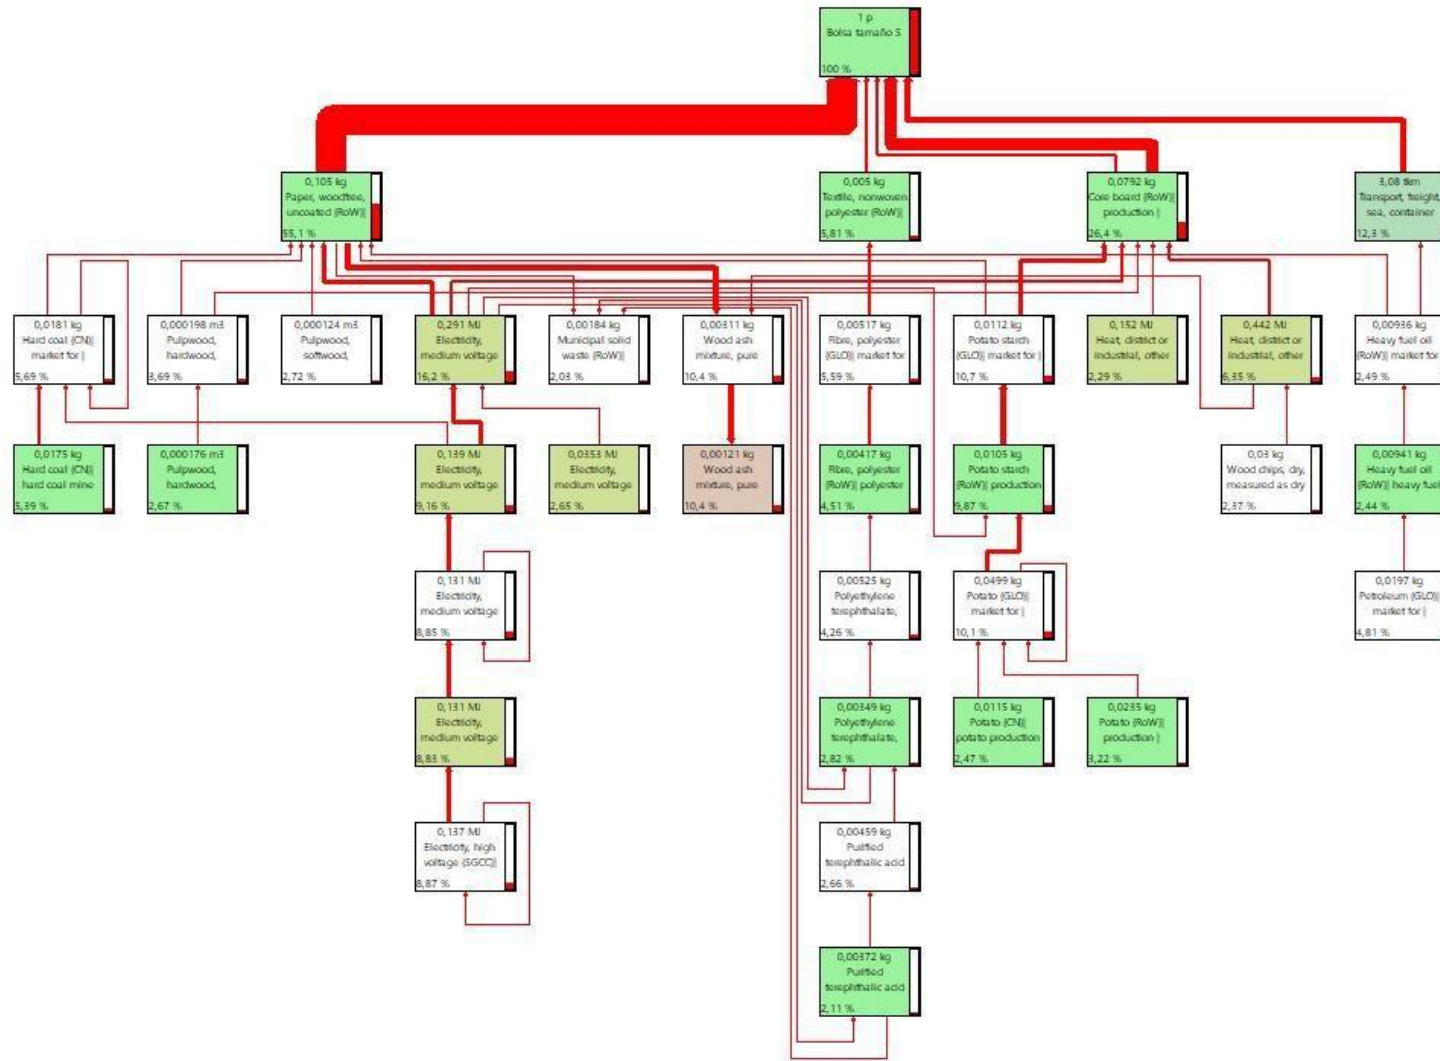 1 p
Bolsa tamaño S
100 %
0,105 kg
Paper, woodfree,
uncoated {RoW}|
55,1 %
0,005 kg
Textile, nonwoven
polyester {RoW}|
5,81 %
0,0792 kg
Core board {RoW}|
production |
26,4 %
3,08 tkm
Transport, freight,
sea, container
12,3 %
0,0181 kg
Hard coal {CN}|
market for |
5,69 %
0,000198 m3
Pulpwood,
hardwood,
3,69 %
0,000124 m3
Pulpwood,
softwood,
2,72 %
0,291 MJ
Electricity,
medium voltage
16,2 %
0,00184 kg
Municipal solid
waste {RoW}|
2,03 %
0,00311 kg
Wood ash
mixture, pure
10,4 %
0,00517 kg
Fibre, polyester
{GLO}| market for
5,59 %
0,0112 kg
Potato starch
{GLO}| market for |
10,7 %
0,152 MJ
Heat, district or
industrial, other
2,29 %
0,442 MJ
Heat, district or
industrial, other
6,35 %
0,00936 kg
Heavy fuel oil
{RoW}| market for
2,49 %
0,0175 kg
Hard coal {CN}|
hard coal mine
5,39 %
0,000176 m3
Pulpwood,
hardwood,
2,67 %
0,139 MJ
Electricity,
medium voltage
9,16 %
0,0353 MJ
Electricity,
medium voltage
2,65 %
0,00121 kg
Wood ash
mixture, pure
10,4 %
0,00417 kg
Fibre, polyester
{RoW}| polyester
4,51 %
0,0105 kg
Potato starch
{RoW}| production
9,87 %
0,03 kg
Wood chips, dry,
measured as dry
2,37 %
0,00941 kg
Heavy fuel oil
{RoW}| heavy fuel
2,44 %
0,131 MJ
Electricity,
medium voltage
8,85 %
0,00525 kg
Polyethylene
terephthalate,
4,26 %
0,0499 kg
Potato {GLO}|
market for |
10,1 %
0,0197 kg
Petroleum {GLO}|
market for |
4,81 %
0,131 MJ
Electricity,
medium voltage
8,83 %
0,00349 kg
Polyethylene
terephthalate,
2,82 %
0,0115 kg
Potato {CN}|
potato production
2,47 %
0,0235 kg
Potato {RoW}|
production |
3,22 %
0,137 MJ
Electricity, high
voltage {SGCC}|
8,87 %
0,00459 kg
Purified
terephthalic acid
2,66 %
0,00372 kg
Purified
terephthalic acid
2,11 %